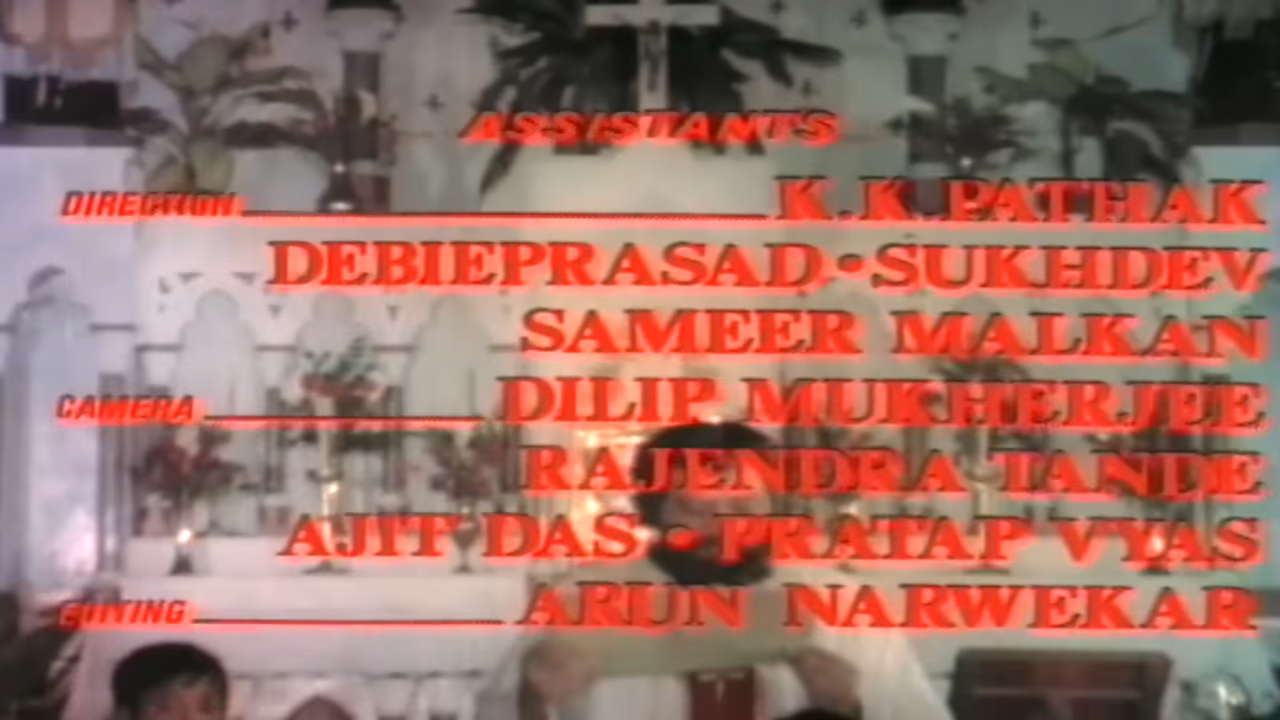 ASSISTANTS
DIRECTION K.K.PATHAK
DEBIEPRASAD•SUKHDEV
SAMEER MALKAN
CAMERA DILIP MUKHERJEE
RAJENDRA TANDE
AJIT DAS • PRATAP VYAS
EDITING ARUN NARWEKAR